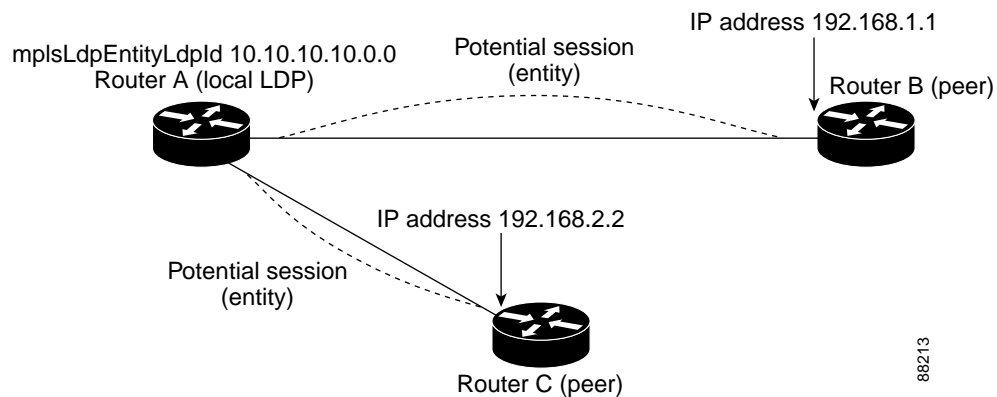 IP address 192.168.1.1
Potential session
(entity)
mplsLdpEntityLdpId 10.10.10.10.0.0
Router A (local LDP)
Router B (peer)
IP address 192.168.2.2
Potential session
(entity)
Router C (peer)
88213